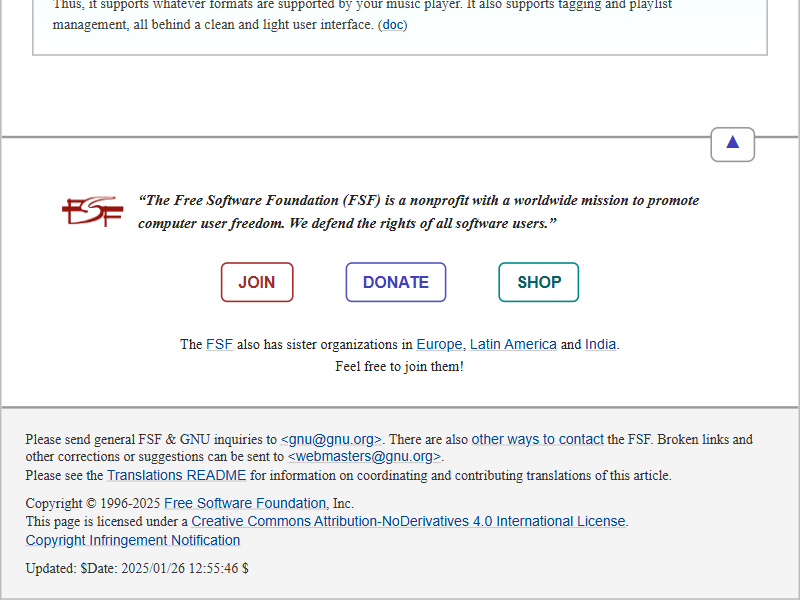 Thus, it supports whatever formats are supported by your music player. It also supports tagging and playlist
management, all behind a clean and light user interface. (doc)
▲
FSF
“The Free Software Foundation (FSF) is a nonprofit with a worldwide mission to promote
computer user freedom. We defend the rights of all software users.”
JOIN
DONATE
SHOP
The FSF also has sister organizations in Europe, Latin America and India.
Feel free to join them!
Please send general FSF & GNU inquiries to <gnu@gnu.org>. There are also other ways to contact the FSF. Broken links and
other corrections or suggestions can be sent to <webmasters@gnu.org>.
Please see the Translations README for information on coordinating and contributing translations of this article.
Copyright © 1996-2025 Free Software Foundation, Inc.
This page is licensed under a Creative Commons Attribution-NoDerivatives 4.0 International License.
Copyright Infringement Notification
Updated: $Date: 2025/01/26 12:55:46 $